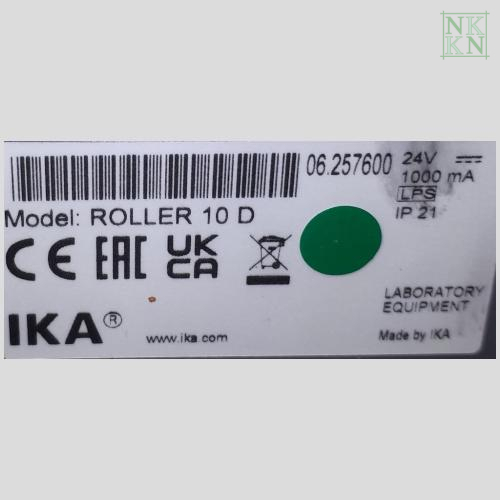 NK
KN
06.257600
24V
1000 mA
LPS
IP 21
Model: ROLLER 10 D
CE EAC UK
CA
LABORATORY
EQUIPMENT
IKA® www.ika.com Made by IKA